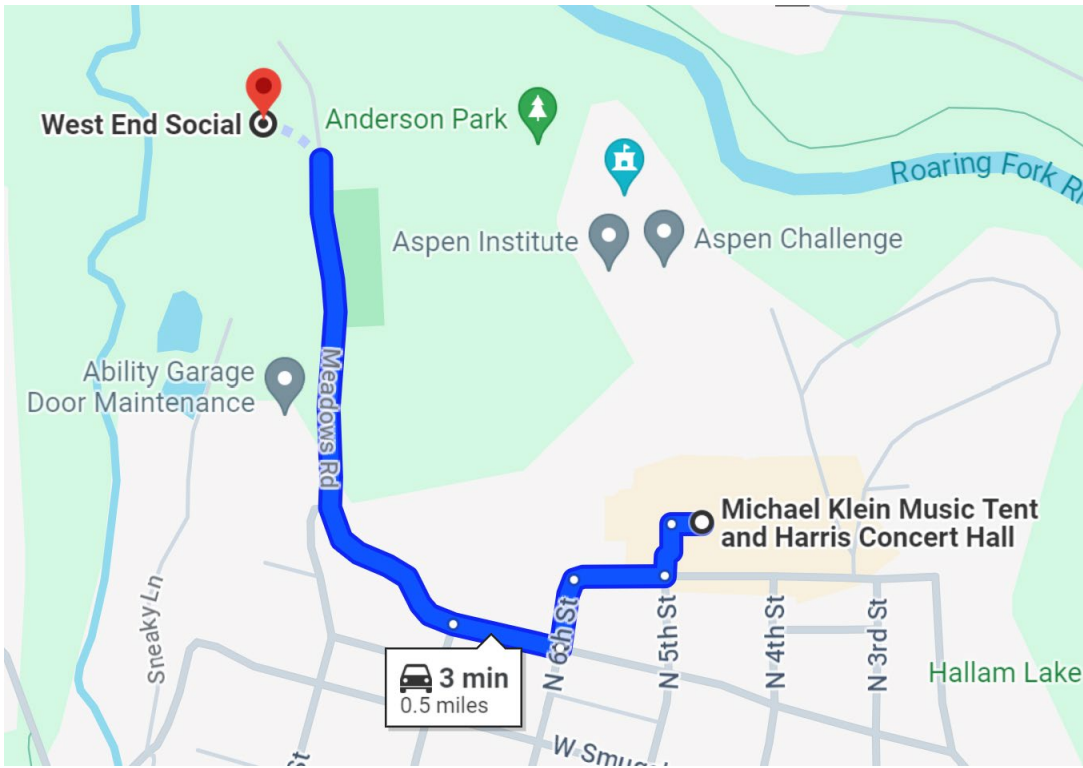 West End Social
Anderson Park
Roaring Fork
Aspen Institute
Aspen Challenge
Ability Garage
Door Maintenance
Meadows Rd
Michael Klein Music Tent
and Harris Concert Hall
Sneaky Ln
N 6th St
N 5th St
N 4th St
N 3rd St
Hallam Lake
3 min
0.5 miles
W Smug
St